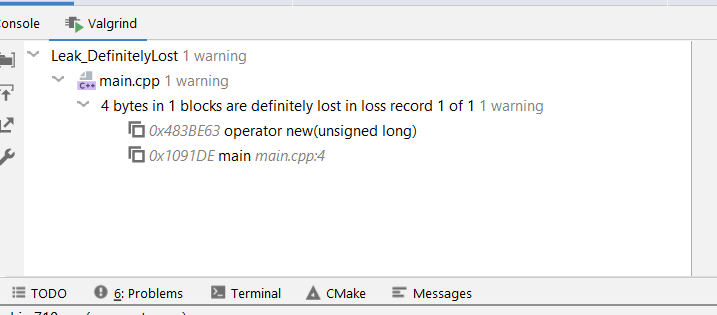 onsole Valgrind
Leak_DefinitelyLost 1 warning
C++ main.cpp 1 warning
4 bytes in 1 blocks are definitely lost in loss record 1 of 1 1 warning
0x483BE63 operator new(unsigned long)
0x1091DE main main.cpp:4
TODO 6: Problems Terminal CMake Messages